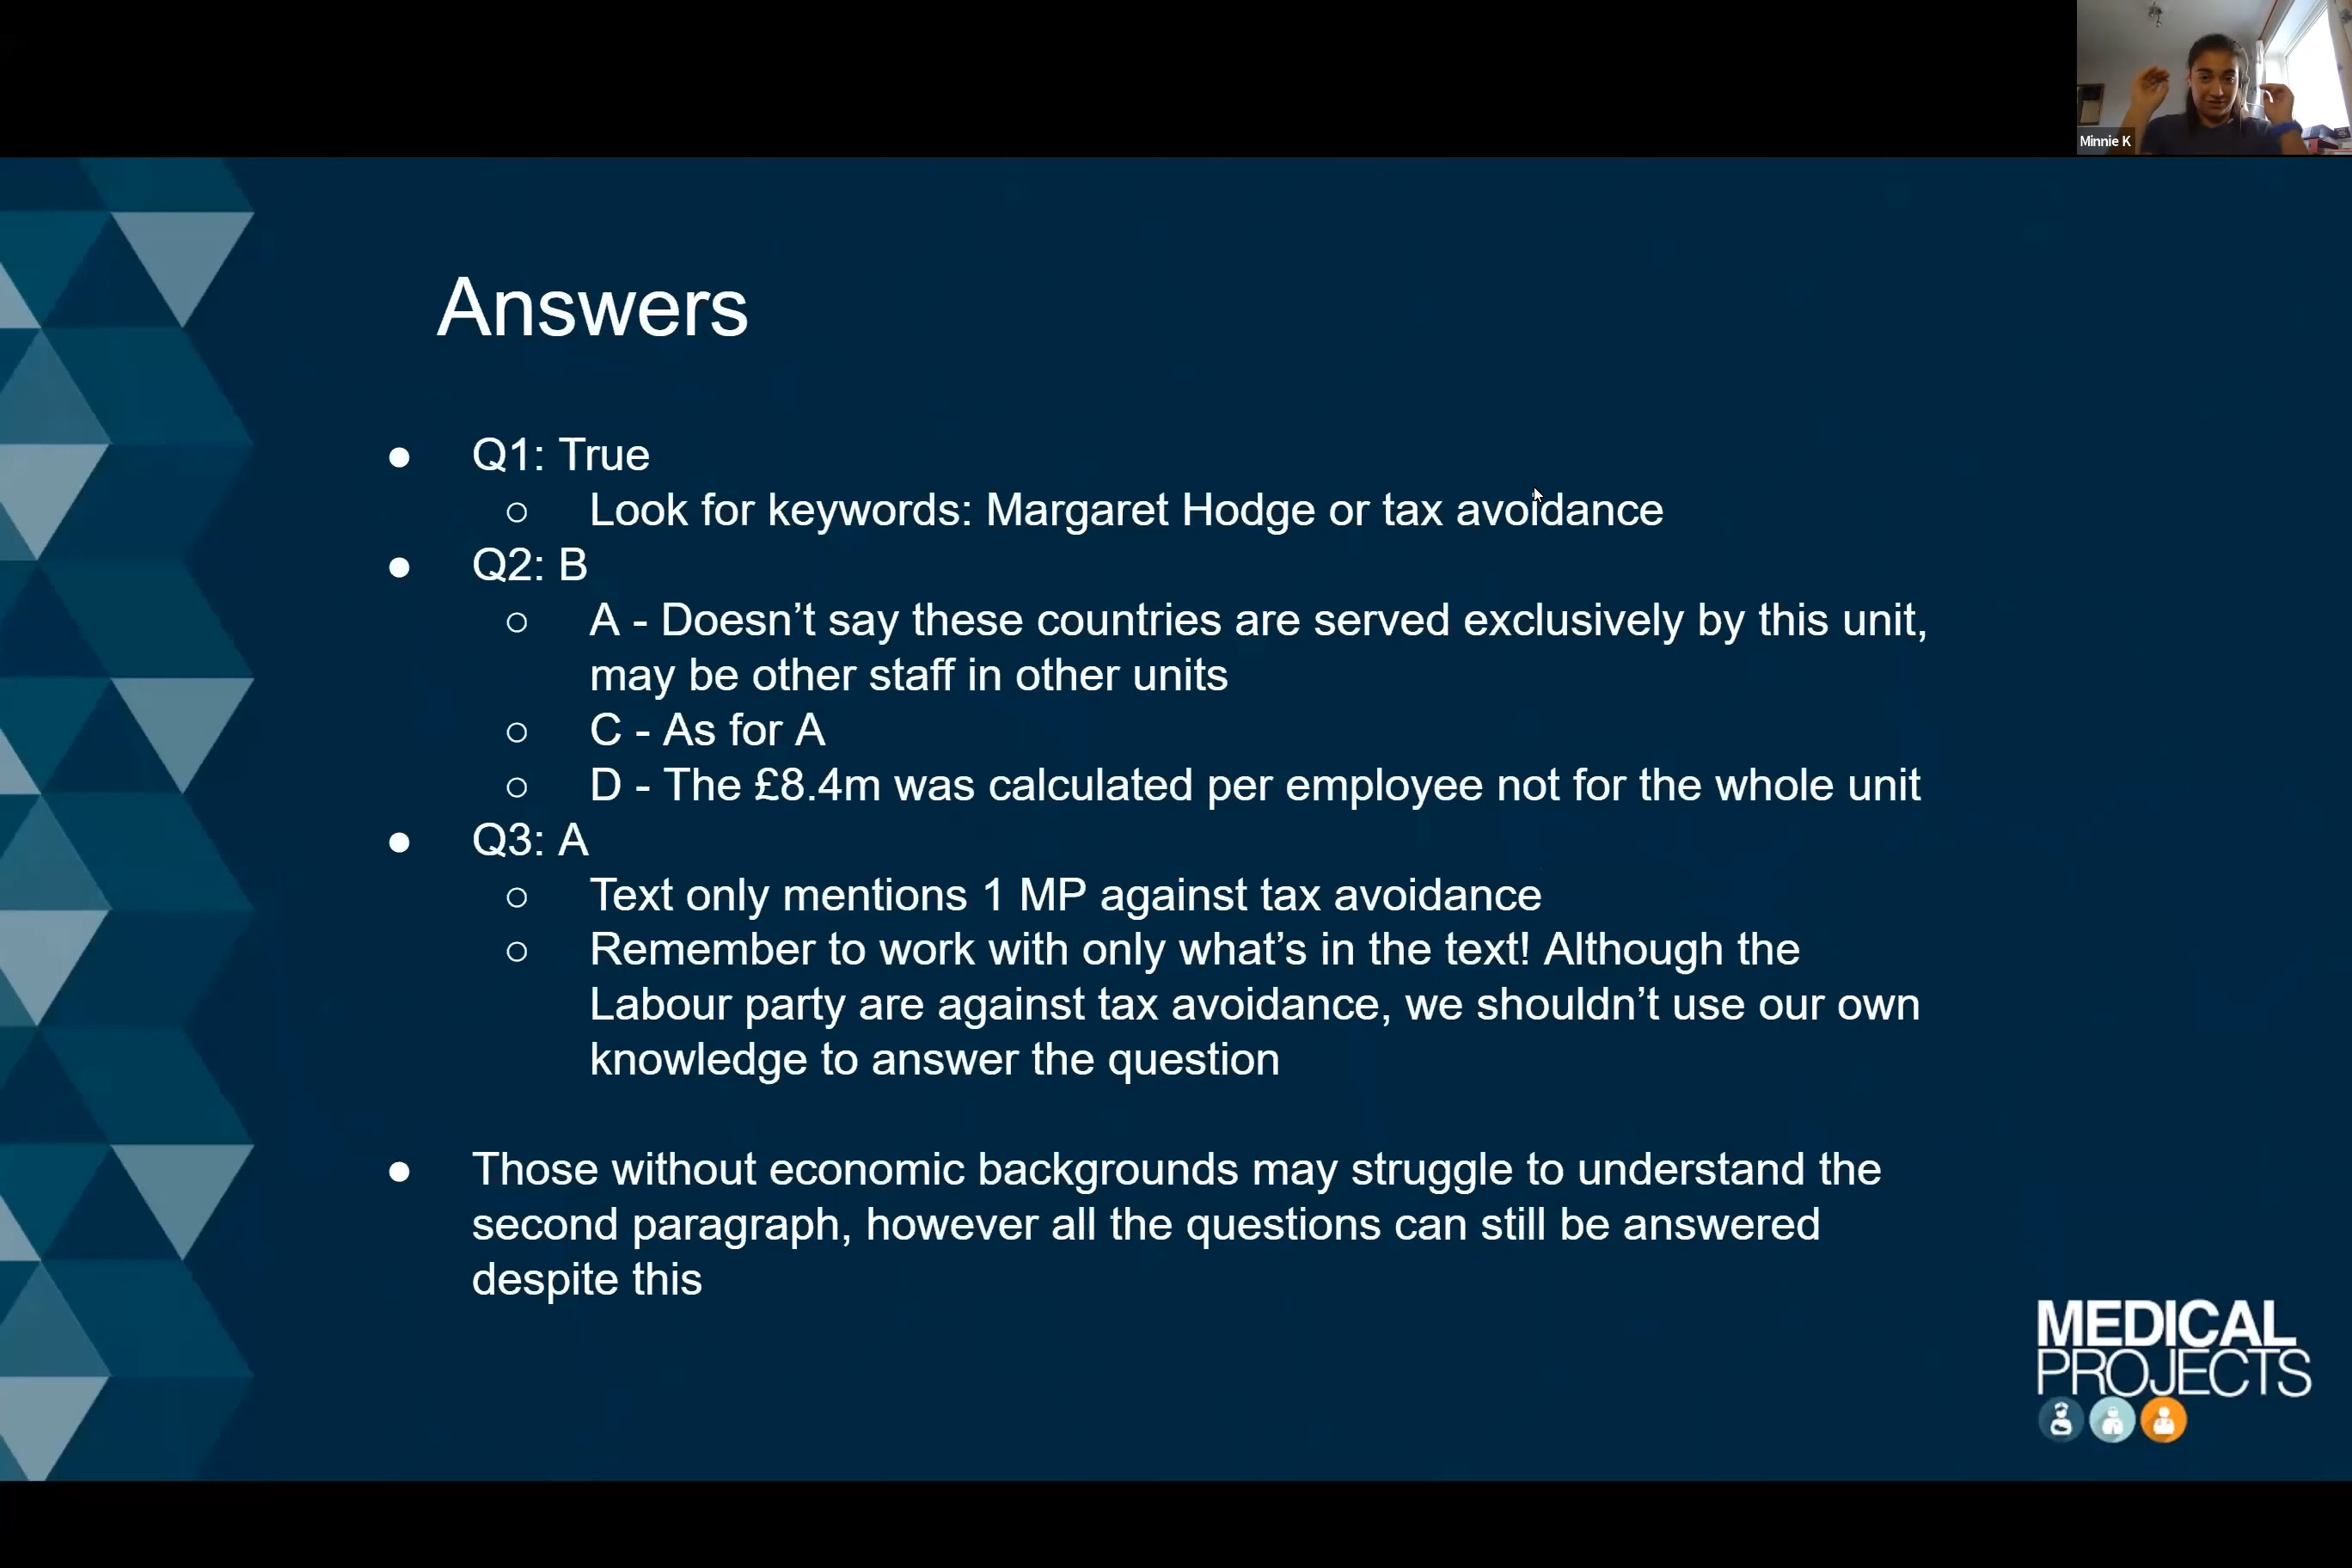 Minnie K
Answers
● Q1: True
○ Look for keywords: Margaret Hodge or tax avoidance
● Q2: B
○ A - Doesn’t say these countries are served exclusively by this unit,
may be other staff in other units
○ C - As for A
○ D - The £8.4m was calculated per employee not for the whole unit
● Q3: A
○ Text only mentions 1 MP against tax avoidance
○ Remember to work with only what’s in the text! Although the
Labour party are against tax avoidance, we shouldn’t use our own
knowledge to answer the question
● Those without economic backgrounds may struggle to understand the
second paragraph, however all the questions can still be answered
despite this
MEDICAL
PROJECTS